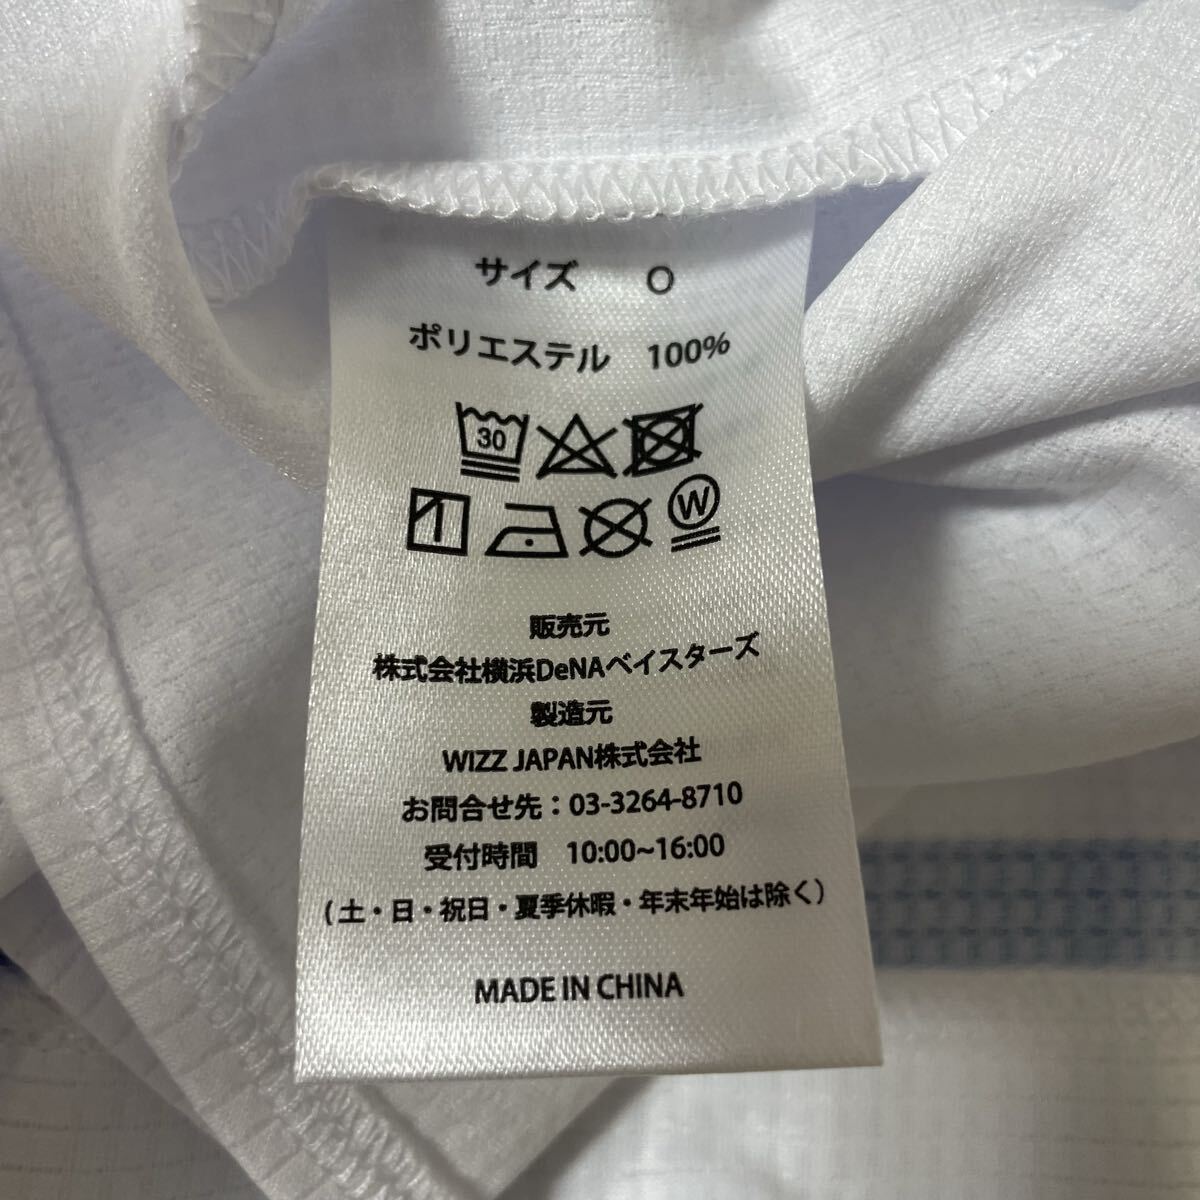 サイズ O
ポリエステル 100%
30
W
販売元
株式会社横浜DeNAベイスターズ
製造元
WIZZ JAPAN株式会社
お問合せ先：03-3264-8710
受付時間 10:00~16:00
(土・日・祝日・夏季休暇・年末年始は除く)
MADE IN CHINA